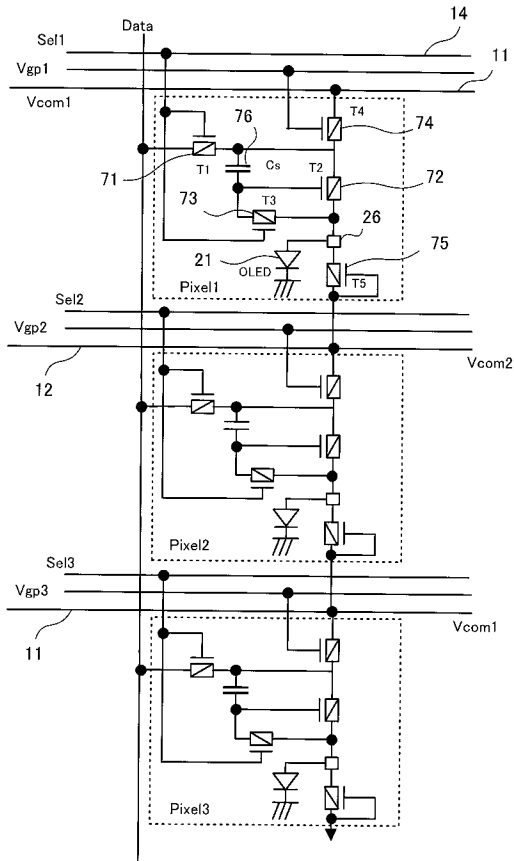 Data
Sel1
14
Vgp1
11
Vcom1
76
T4
74
T1
Cs
T2
71
72
73
T3
26
21
75
OLED
T5
Pixel1
Sel2
Vgp2
12
Vcom2
Pixel2
Sel3
Vgp3
11
Vcom1
Pixel3